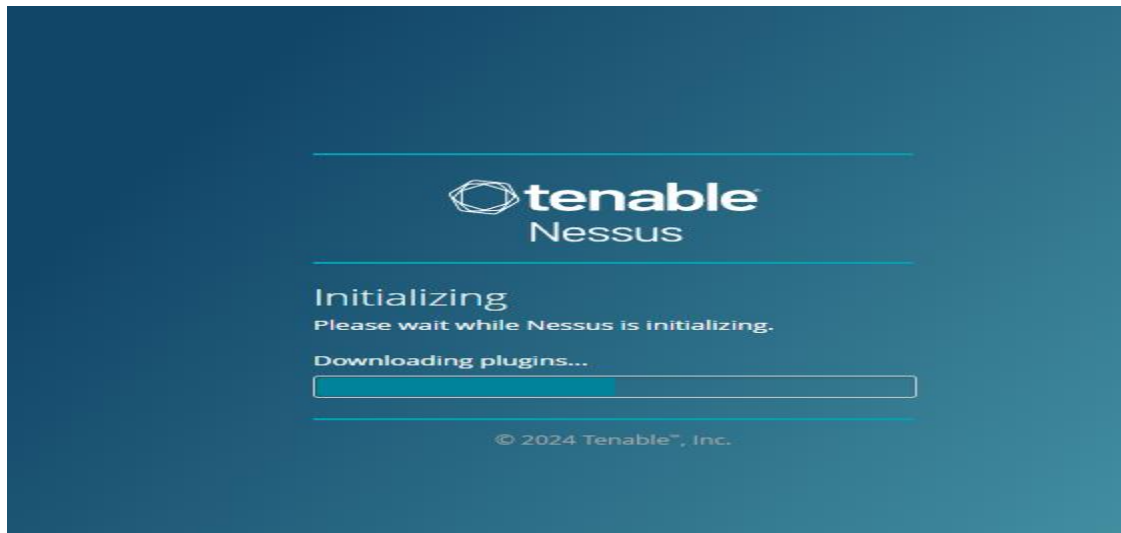 tenable
Nessus
Initializing
Please wait while Nessus is initializing.
Downloading plugins...
© 2024 Tenable™, Inc.